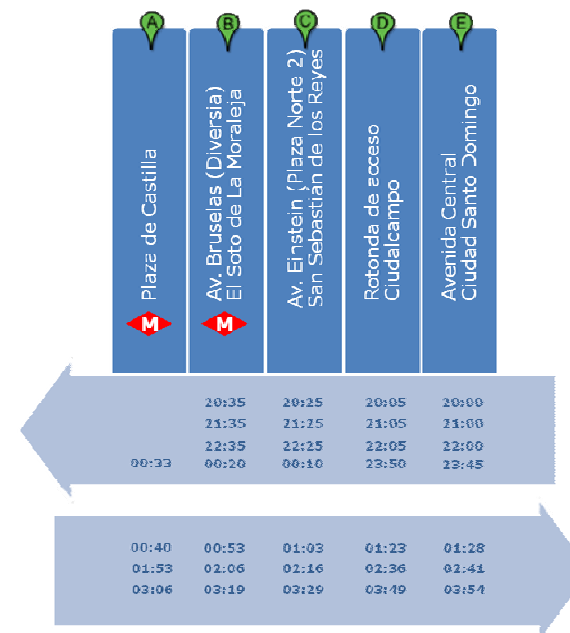 A B C D E
Plaza de Castilla
Av. Bruselas (Diversia)
El Soto de La Moraleja
Av. Einstein (Plaza Norte 2)
San Sebastián de los Reyes
Rotonda de acceso
Ciudalcampo
Avenida Central
Ciudad Santo Domingo
M M
20:35 20:25 20:05 20:00
21:35 21:25 21:05 21:00
22:35 22:25 22:05 22:00
00:33 00:20 00:10 23:50 23:45
00:40 00:53 01:03 01:23 01:28
01:53 02:06 02:16 02:36 02:41
03:06 03:19 03:29 03:49 03:54